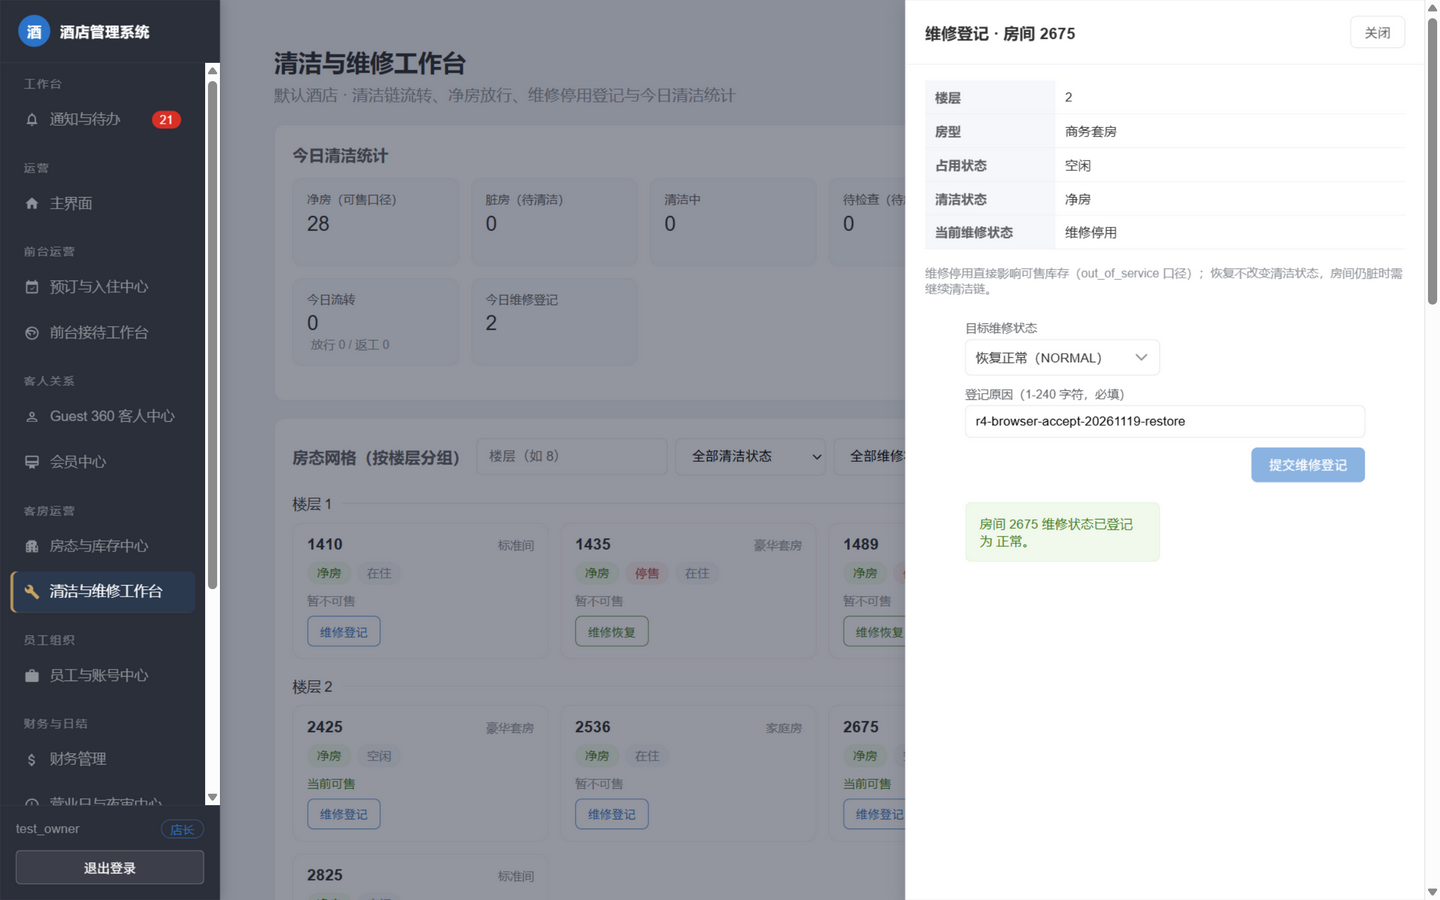 酒 酒店管理系统
工作台
通知与待办 21
运营
主界面
前台运营
预订与入住中心
前台接待工作台
客人关系
Guest 360 客人中心
会员中心
客房运营
房态与库存中心
清洁与维修工作台
员工组织
员工与账号中心
财务与日结
财务管理
营业日与夜审中心
test_owner 店长
退出登录
清洁与维修工作台
默认酒店 · 清洁链流转、净房放行、维修停用登记与今日清洁统计
今日清洁统计
净房（可售口径）
28
脏房（待清洁）
0
清洁中
0
待检查（待
0
今日流转
0
放行 0 / 返工 0
今日维修登记
2
房态网格（按楼层分组）
楼层（如 8）
全部清洁状态
全部维修
楼层 1
1410 标准间
净房 在住
暂不可售
维修登记
1435 豪华套房
净房 停售 在住
暂不可售
维修恢复
1489
净房
暂不可售
维修恢复
楼层 2
2425 豪华套房
净房 空闲
当前可售
维修登记
2536 家庭房
净房 在住
暂不可售
维修登记
2675
净房
当前可售
维修登记
2825 标准间
维修登记 · 房间 2675
关闭
楼层 2
房型 商务套房
占用状态 空闲
清洁状态 净房
当前维修状态 维修停用
维修停用直接影响可售库存（out_of_service 口径）；恢复不改变清洁状态，房间仍脏时需
继续清洁链。
目标维修状态
恢复正常（NORMAL）
登记原因（1-240 字符，必填）
r4-browser-accept-20261119-restore
提交维修登记
房间 2675 维修状态已登记
为 正常。